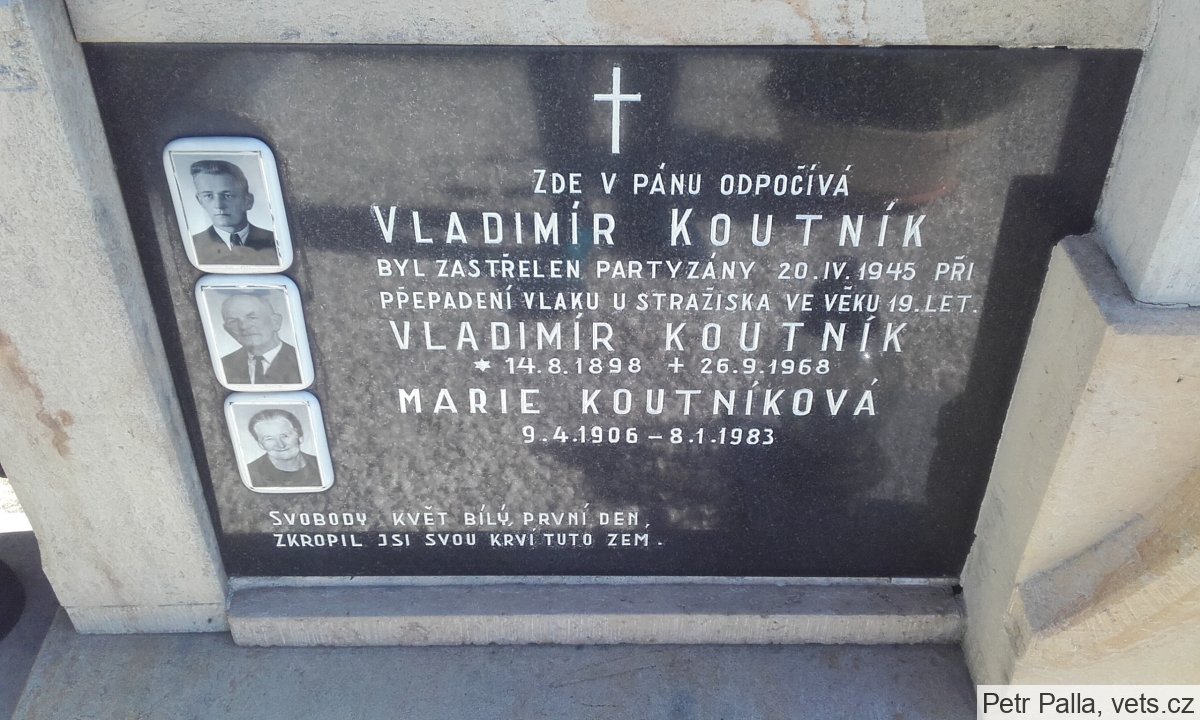 Zde v Pánu odpočívá
Vladimír Koutník
byl zastřelen partyzány 20.IV.1945 při
přepadení vlaku u Stražiska ve věku 19.let.
Vladimír Koutník
* 14.8.1898 + 26.9.1968
Marie Koutníková
9.4.1906 – 8.1.1983
Svobody květ bílý, první den,
zkropil jsi svou krví tuto zem.
Petr Palla, vets.cz